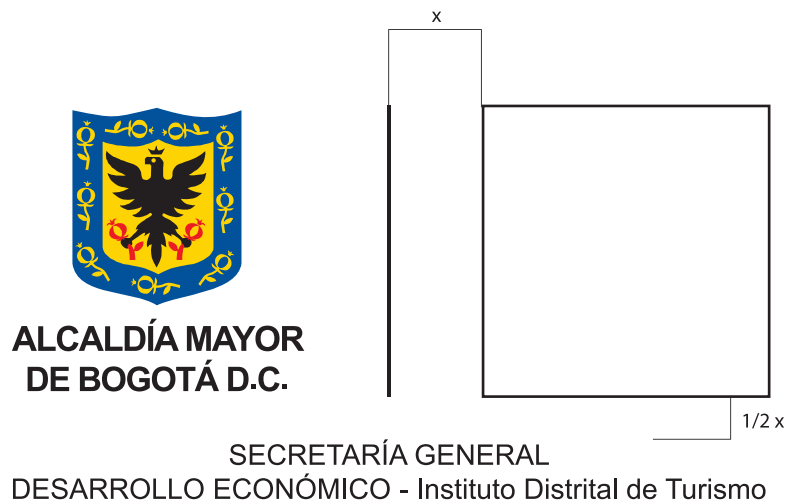 x
ALCALDÍA MAYOR
DE BOGOTÁ D.C.
1/2 x
SECRETARÍA GENERAL
DESARROLLO ECONÓMICO - Instituto Distrital de Turismo